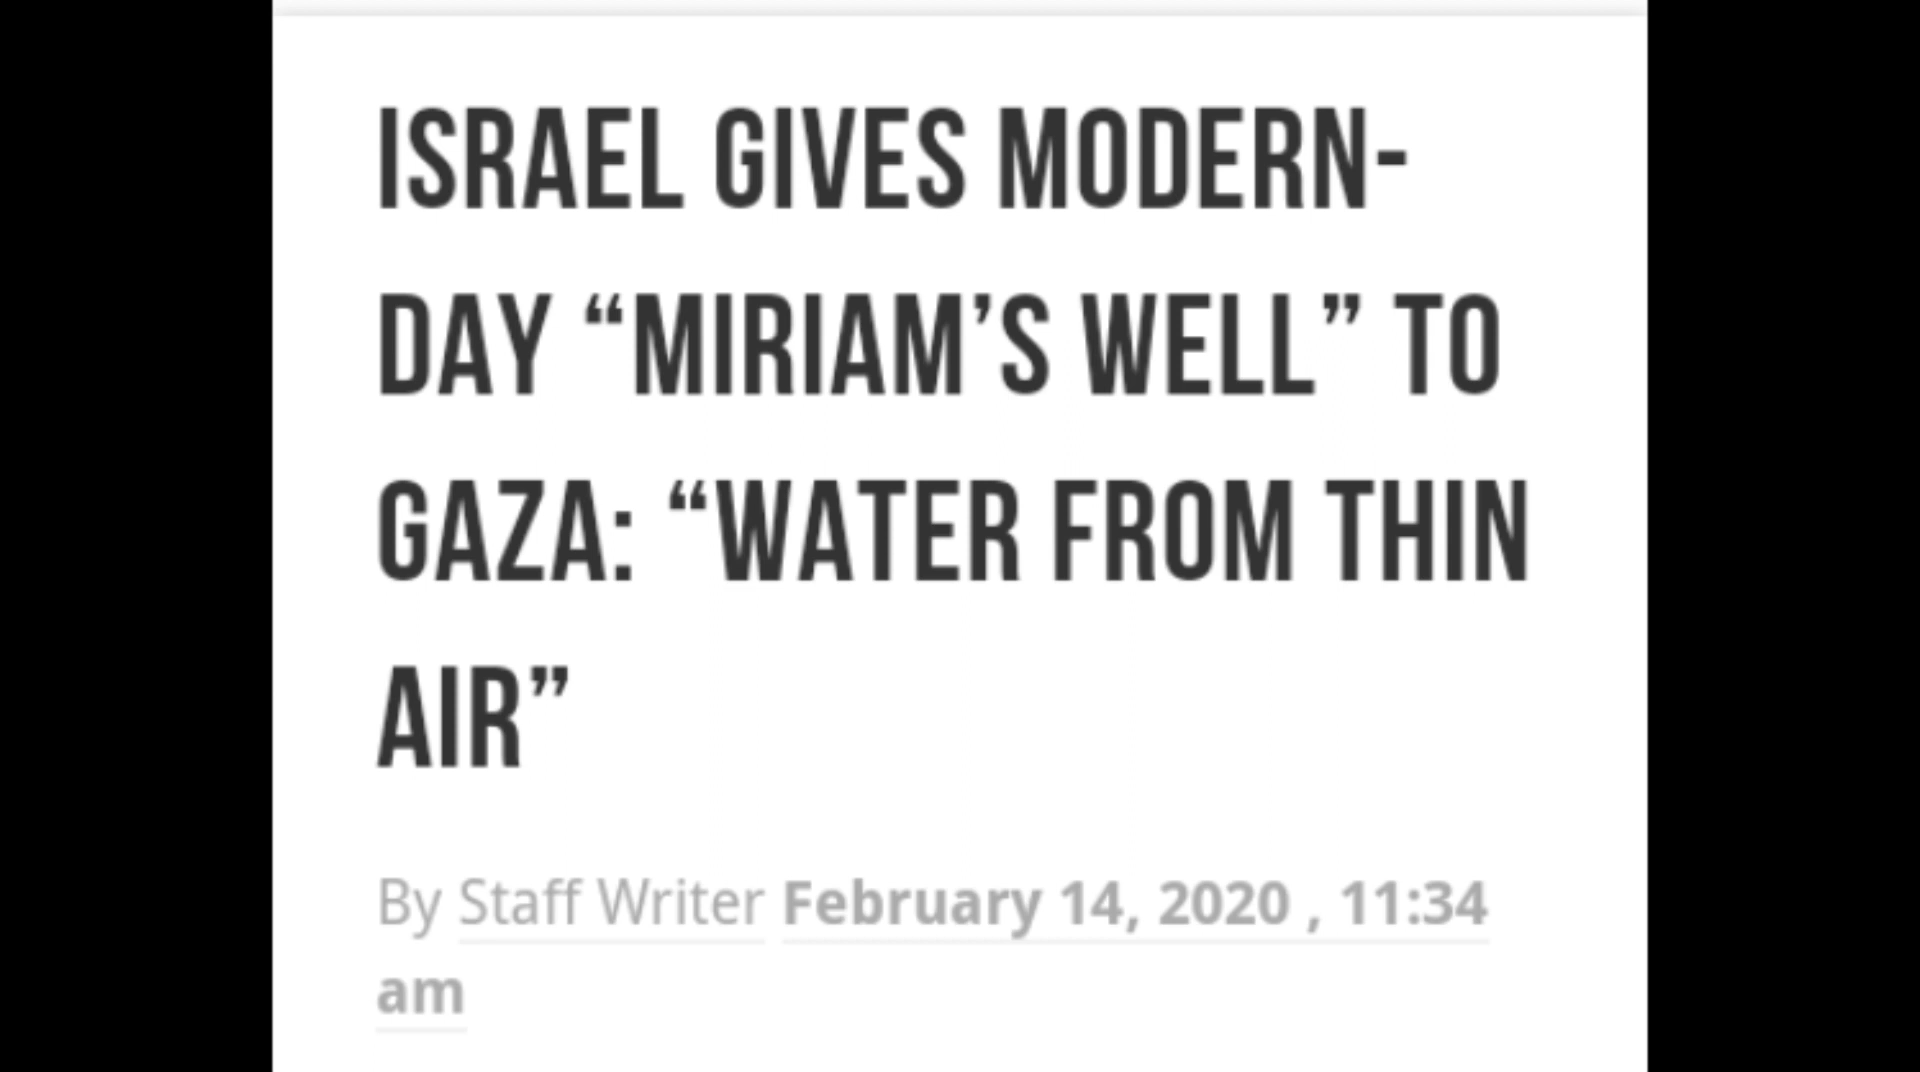 ISRAEL GIVES MODERN-
DAY “MIRIAM’S WELL” TO
GAZA: “WATER FROM THIN
AIR”
By Staff Writer February 14, 2020 , 11:34
am